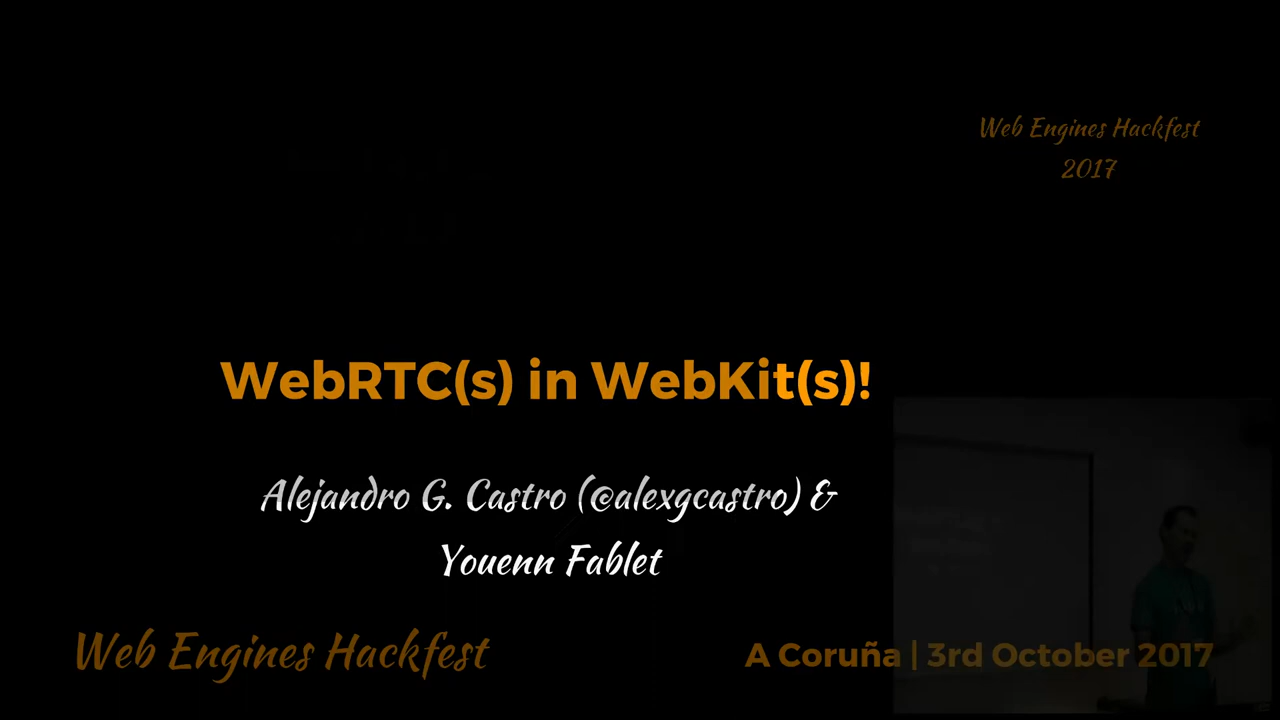 Web Engines Hackfest
2017
WebRTC(s) in WebKit(s)!
Alejandro G. Castro (@alexgcastro) &
Youenn Fablet
Web Engines Hackfest
A Coruña | 3rd October 2017